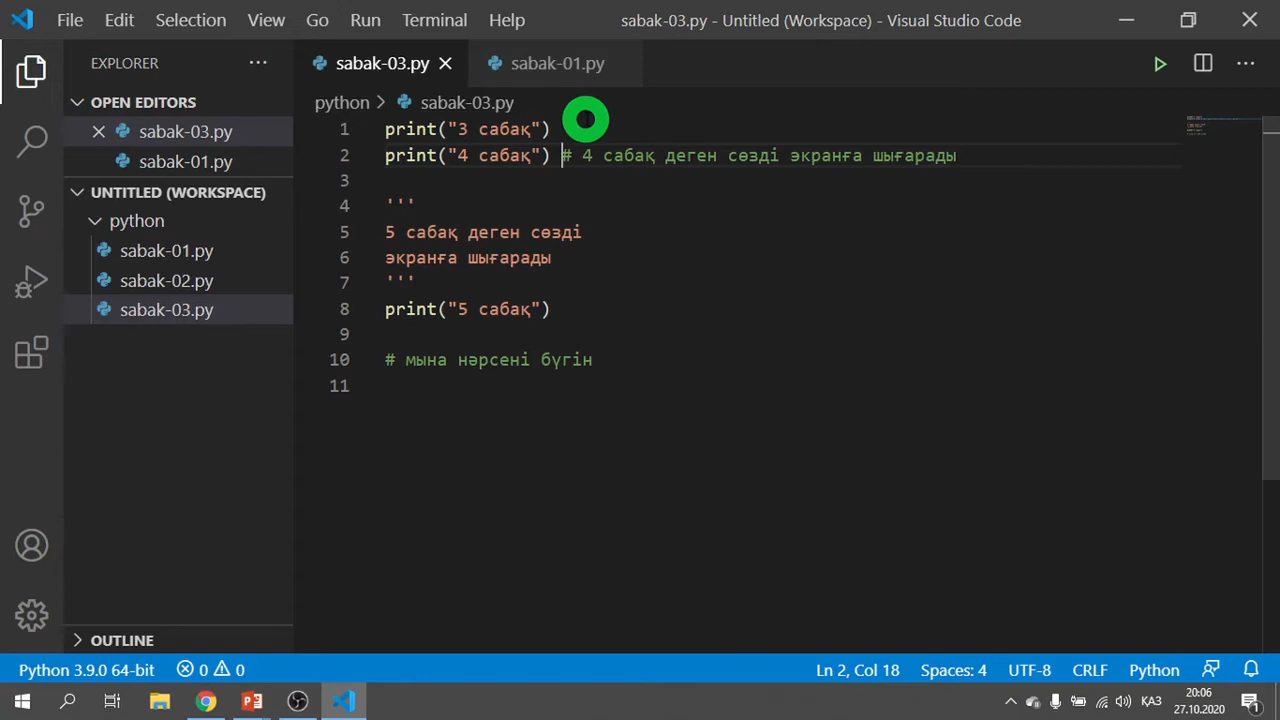 File Edit Selection View Go Run Terminal Help sabak-03.py - Untitled (Workspace) - Visual Studio Code
EXPLORER ···
sabak-03.py sabak-01.py
OPEN EDITORS
sabak-03.py
sabak-01.py
UNTITLED (WORKSPACE)
python
sabak-01.py
sabak-02.py
sabak-03.py
OUTLINE
python > sabak-03.py
1 print("3 сабақ")
2 print("4 сабақ") # 4 сабақ деген сөзді экранға шығарады
3
4 '''
5 5 сабақ деген сөзді
6 экранға шығарады
7 '''
8 print("5 сабақ")
9
10 # мына нәрсені бүгін
11
Python 3.9.0 64-bit 0 0 Ln 2, Col 18 Spaces: 4 UTF-8 CRLF Python
ҚАЗ 20:06
27.10.2020 1